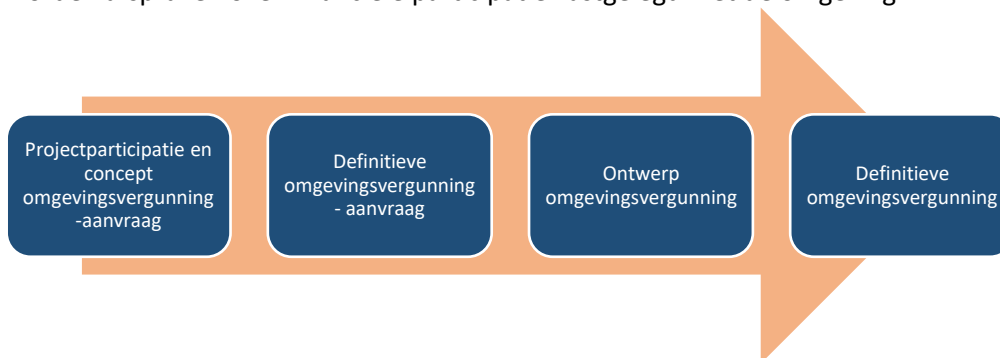 Projectparticipatie en
concept
omgevingsvergunning
-aanvraag
Definitieve
omgevingsvergunning
- aanvraag
Ontwerp
omgevingsvergunning
Definitieve
omgevingsvergunning